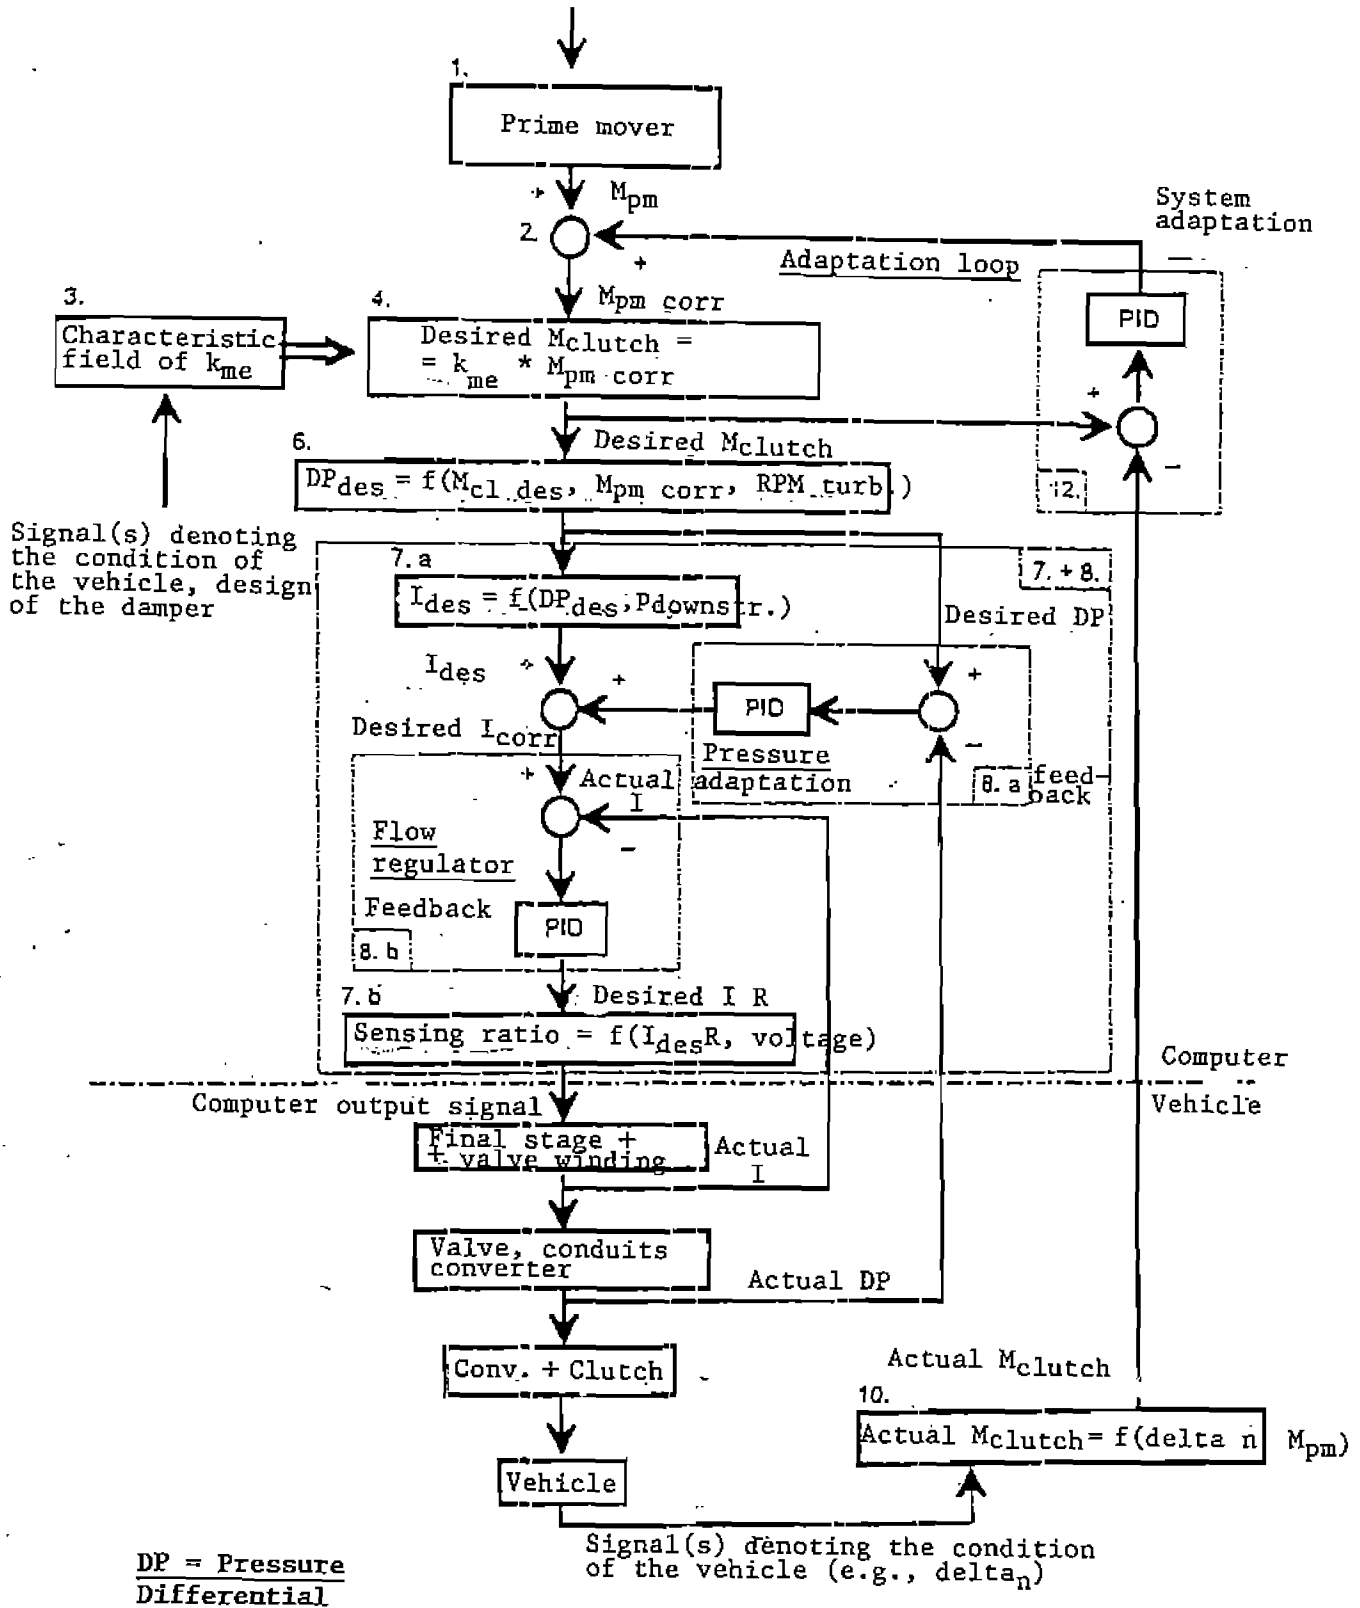 1.
Prime mover
+
Mpm
2.
+
System
adaptation
−
Adaptation loop
PID
+
−
12.
Mpm corr
3.
Characteristic
field of kme
4.
Desired Mclutch =
= kme * Mpm corr
Desired Mclutch
6.
DPdes = f(Mcl des, Mpm corr, RPM turb.)
Signal(s) denoting
the condition of
the vehicle, design
of the damper
7. + 8.
7. a
Ides = f(DPdes, Pdownstr.)
Desired DP
Ides
+
+
PID
+
−
Pressure
adaptation
8. a
feed-
back
Desired Icorr
+
Actual
I
−
Flow
regulator
Feedback
PID
8. b
Desired I R
7. b
Sensing ratio = f(IdesR, voltage)
Computer
Vehicle
Computer output signal
Final stage +
+ valve winding
Actual
I
Valve, conduits
converter
Actual DP
Conv. + Clutch
Actual Mclutch
10.
Actual Mclutch = f(delta n Mpm)
Vehicle
Signal(s) denoting the condition
of the vehicle (e.g., deltan)
DP = Pressure
Differential